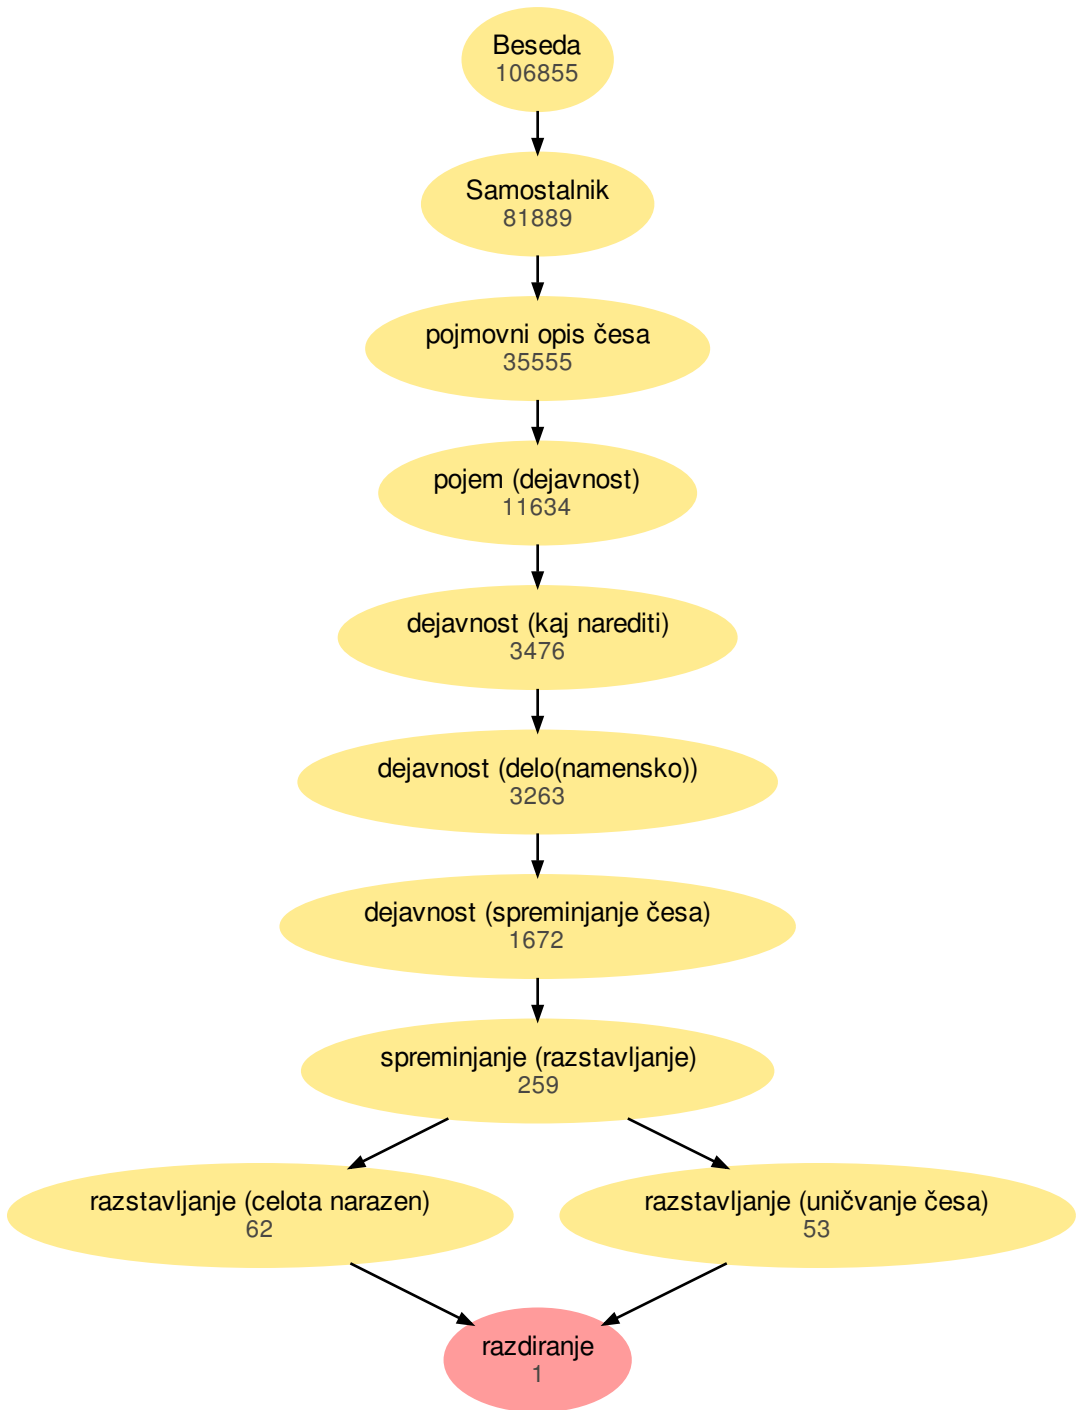 Beseda
106855
Samostalnik
81889
pojmovni opis česa
35555
pojem (dejavnost)
11634
dejavnost (kaj narediti)
3476
dejavnost (delo(namensko))
3263
dejavnost (spreminjanje česa)
1672
spreminjanje (razstavljanje)
259
razstavljanje (celota narazen)
62
razstavljanje (uničvanje česa)
53
razdiranje
1